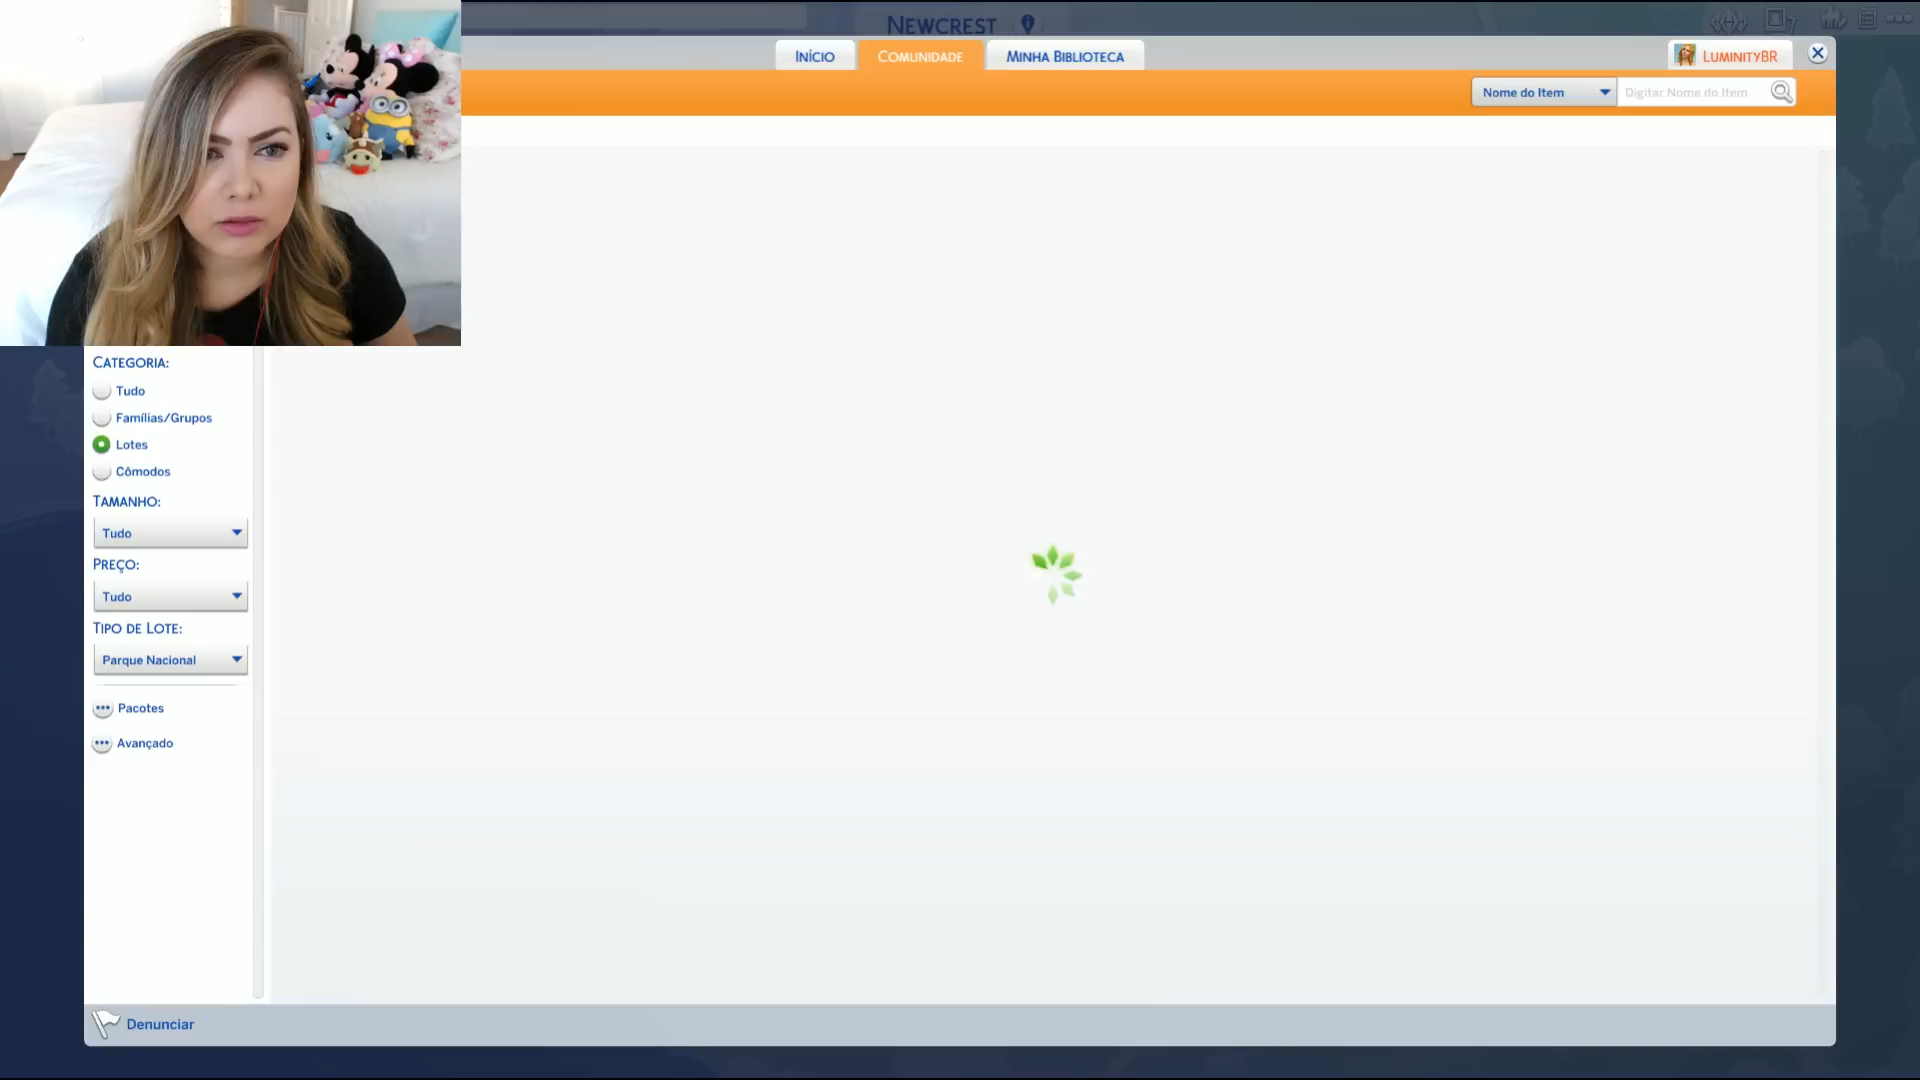 NEWCREST
INÍCIO
COMUNIDADE
MINHA BIBLIOTECA
LUMINITYBR
Nome do Item
Digitar Nome do Item
CATEGORIA:
Tudo
Famílias/Grupos
Lotes
Cômodos
TAMANHO:
Tudo
PREÇO:
Tudo
TIPO DE LOTE:
Parque Nacional
Pacotes
Avançado
Denunciar